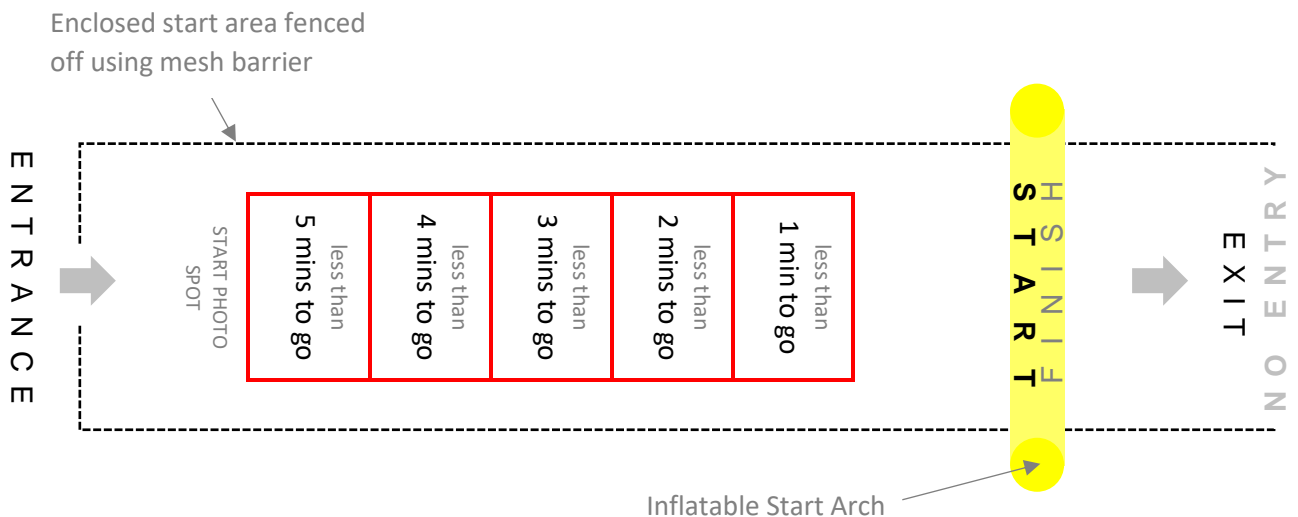 Enclosed start area fenced
off using mesh barrier
ENTRANCE
START PHOTO
SPOT
less than
5 mins to go
less than
4 mins to go
less than
3 mins to go
less than
2 mins to go
less than
1 min to go
START
FINISH
EXIT
NO ENTRY
Inflatable Start Arch